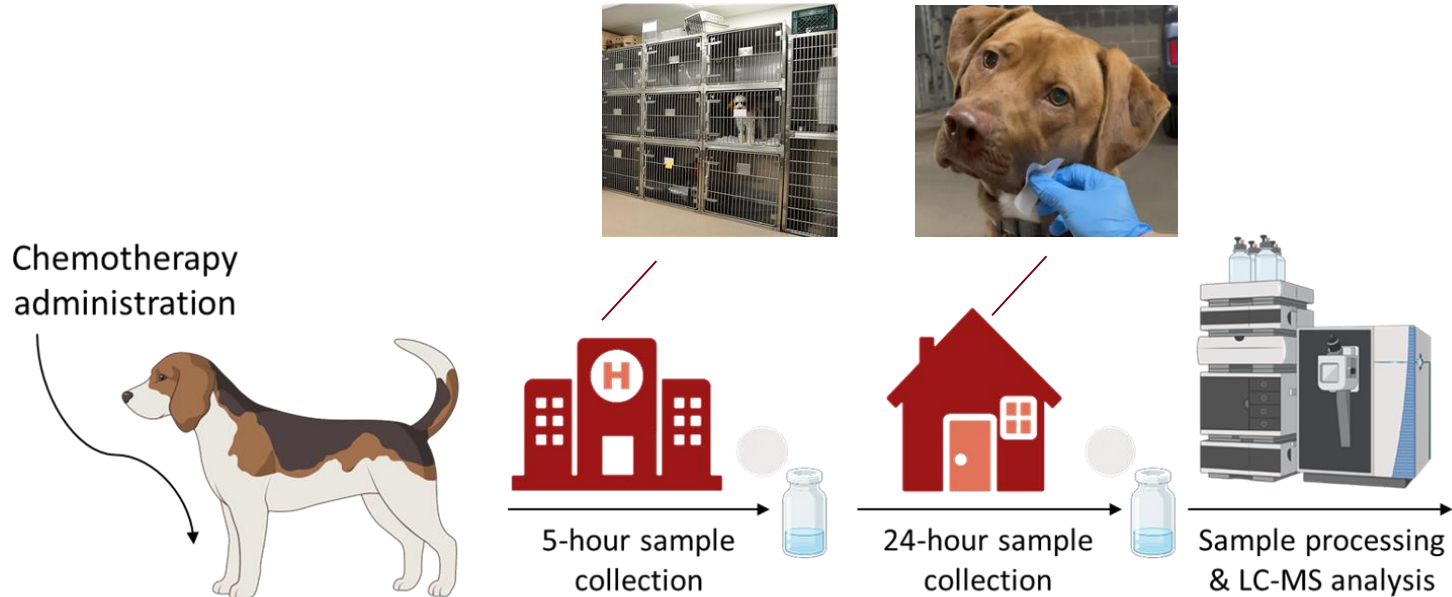 Chemotherapy
administration
H
5-hour sample
collection
24-hour sample
collection
Sample processing
& LC-MS analysis